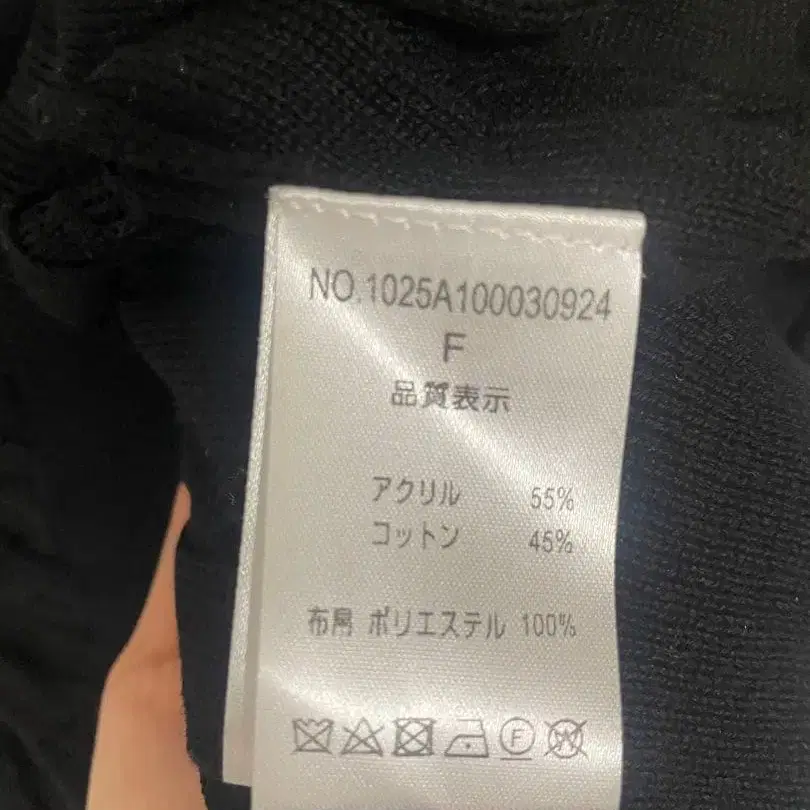 NO.1025A100030924
F
品質表示
アクリル 55%
コットン 45%
布帛 ポリエステル 100%
F W